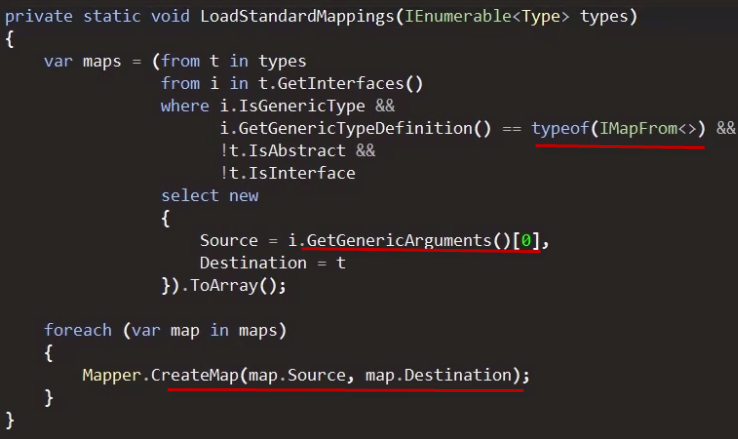 private static void LoadStandardMappings(IEnumerable<Type> types)
{
    var maps = (from t in types
                from i in t.GetInterfaces()
                where i.IsGenericType &&
                      i.GetGenericTypeDefinition() == typeof(IMapFrom<>) &&
                      !t.IsAbstract &&
                      !t.IsInterface
                select new
                {
                    Source = i.GetGenericArguments()[0],
                    Destination = t
                }).ToArray();

    foreach (var map in maps)
    {
        Mapper.CreateMap(map.Source, map.Destination);
    }
}